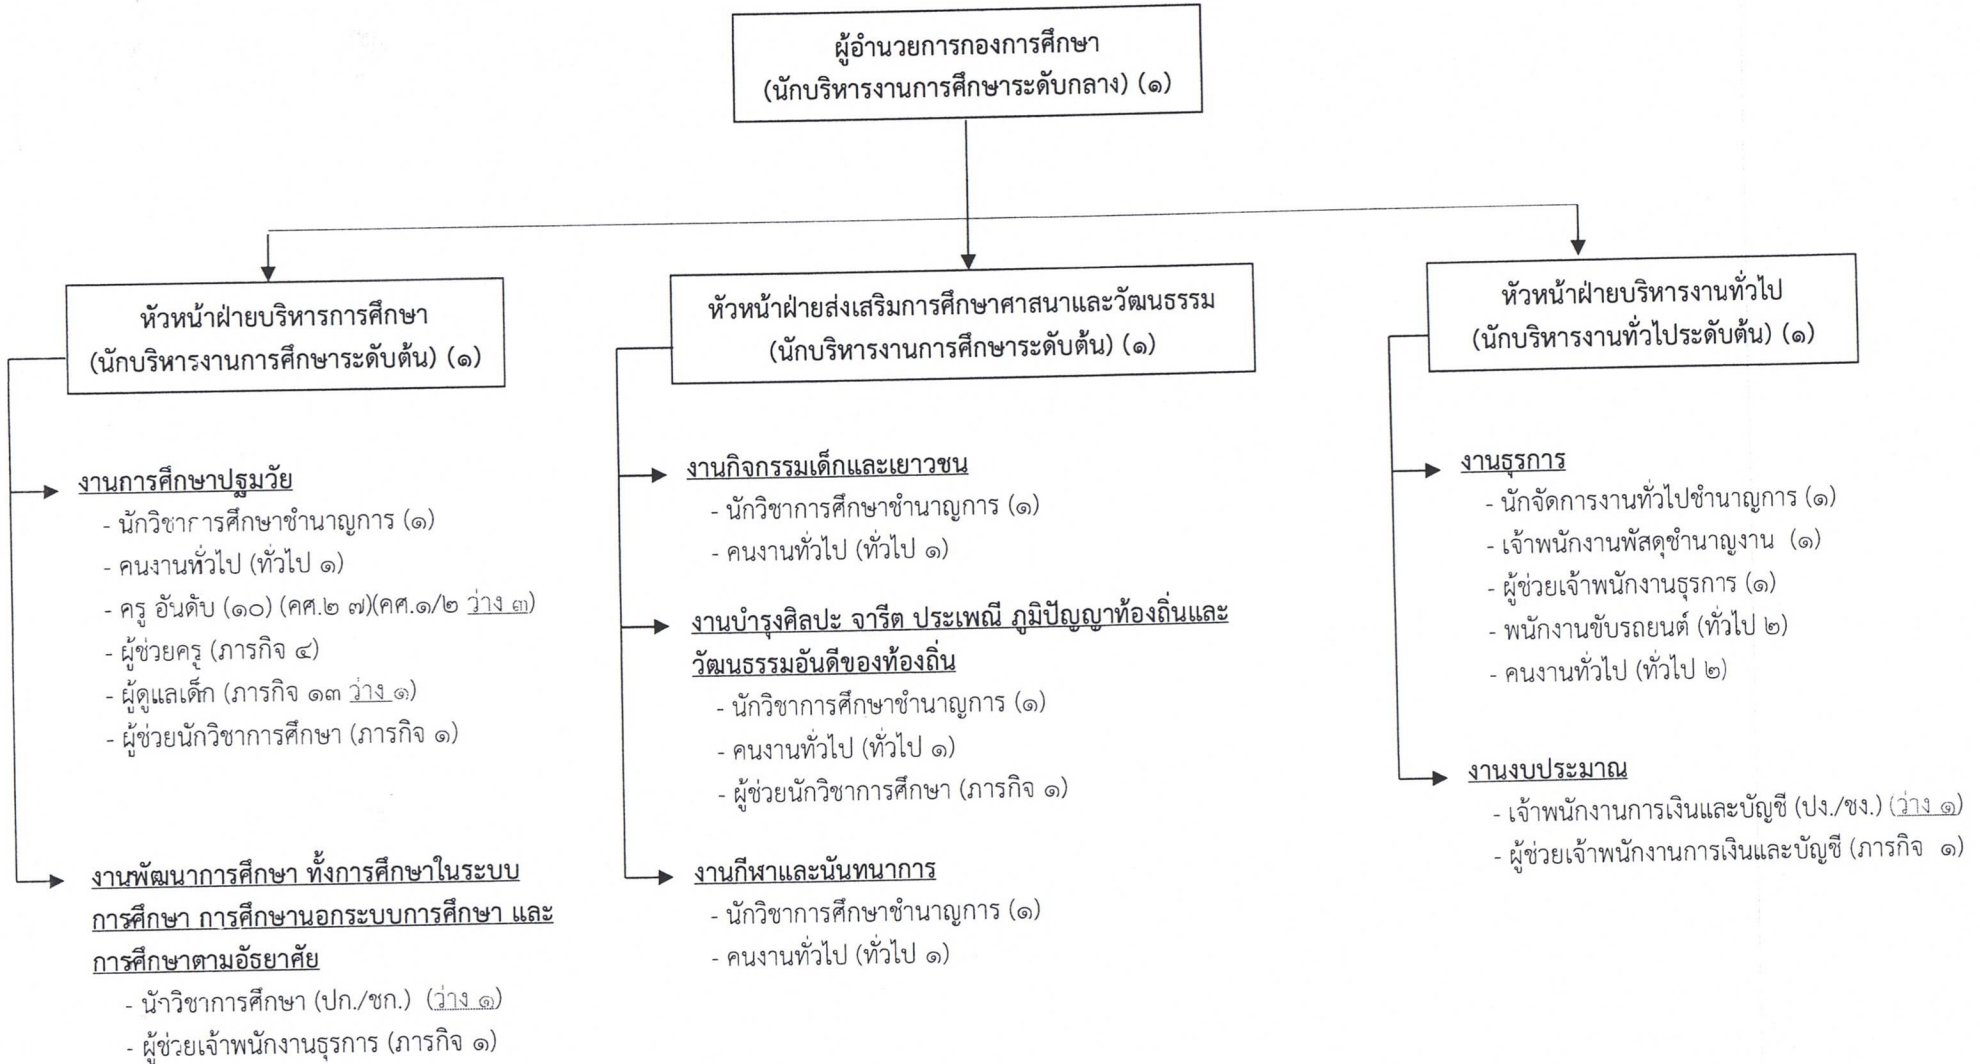 ผู้อำนวยการกองการศึกษา
(นักบริหารงานการศึกษาระดับกลาง) (๑)
หัวหน้าฝ่ายบริหารการศึกษา
(นักบริหารงานการศึกษาระดับต้น) (๑)
งานการศึกษาปฐมวัย
- นักวิชาการศึกษาชำนาญการ (๑)
- คนงานทั่วไป (ทั่วไป ๑)
- ครู อันดับ (๑๐) (คศ.๒ ๗)(คศ.๑/๒ ว่าง ๓)
- ผู้ช่วยครู (ภารกิจ ๔)
- ผู้ดูแลเด็ก (ภารกิจ ๑๓ ว่าง ๑)
- ผู้ช่วยนักวิชาการศึกษา (ภารกิจ ๑)
งานพัฒนาการศึกษา ทั้งการศึกษาในระบบ
การศึกษา การศึกษานอกระบบการศึกษา และ
การศึกษาตามอัธยาศัย
- นักวิชาการศึกษา (ปก./ชก.) (ว่าง ๑)
- ผู้ช่วยเจ้าพนักงานธุรการ (ภารกิจ ๑)
หัวหน้าฝ่ายส่งเสริมการศึกษาศาสนาและวัฒนธรรม
(นักบริหารงานการศึกษาระดับต้น) (๑)
งานกิจกรรมเด็กและเยาวชน
- นักวิชาการศึกษาชำนาญการ (๑)
- คนงานทั่วไป (ทั่วไป ๑)
งานบำรุงศิลปะ จารีต ประเพณี ภูมิปัญญาท้องถิ่นและ
วัฒนธรรมอันดีของท้องถิ่น
- นักวิชาการศึกษาชำนาญการ (๑)
- คนงานทั่วไป (ทั่วไป ๑)
- ผู้ช่วยนักวิชาการศึกษา (ภารกิจ ๑)
งานกีฬาและนันทนาการ
- นักวิชาการศึกษาชำนาญการ (๑)
- คนงานทั่วไป (ทั่วไป ๑)
หัวหน้าฝ่ายบริหารงานทั่วไป
(นักบริหารงานทั่วไประดับต้น) (๑)
งานธุรการ
- นักจัดการงานทั่วไปชำนาญการ (๑)
- เจ้าพนักงานพัสดุชำนาญงาน (๑)
- ผู้ช่วยเจ้าพนักงานธุรการ (๑)
- พนักงานขับรถยนต์ (ทั่วไป ๒)
- คนงานทั่วไป (ทั่วไป ๒)
งานงบประมาณ
- เจ้าพนักงานการเงินและบัญชี (ปง./ชง.) (ว่าง ๑)
- ผู้ช่วยเจ้าพนักงานการเงินและบัญชี (ภารกิจ ๑)